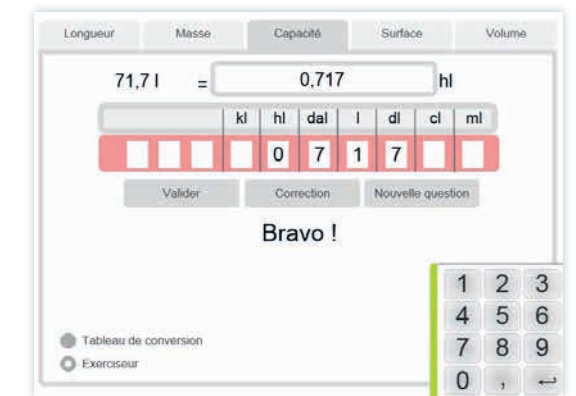 Longueur Masse Capacité Surface Volume
71,7 l = 0,717 hl
kl hl dal l dl cl ml
0 7 1 7
Valider Correction Nouvelle question
Bravo !
1 2 3
4 5 6
7 8 9
0 , ↵
Tableau de conversion
Exerciseur